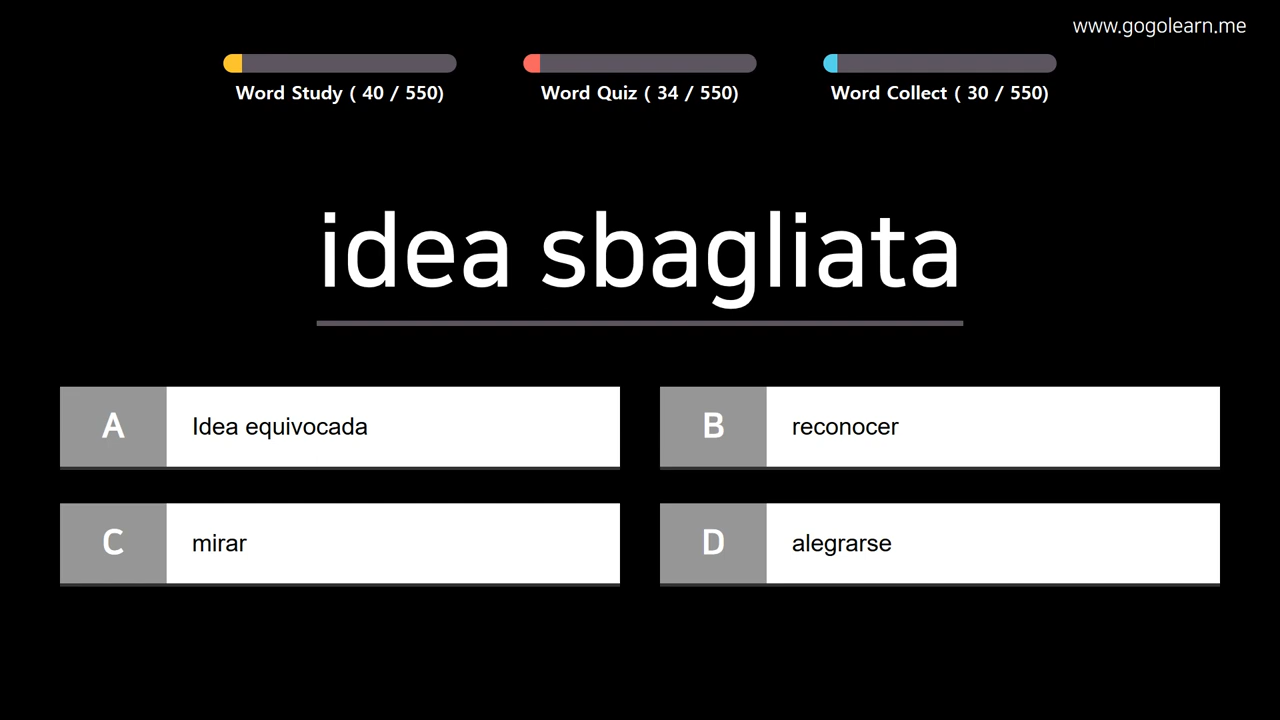 www.gogolearn.me
Word Study ( 40 / 550)
Word Quiz ( 34 / 550)
Word Collect ( 30 / 550)
idea sbagliata
A Idea equivocada
B reconocer
C mirar
D alegrarse